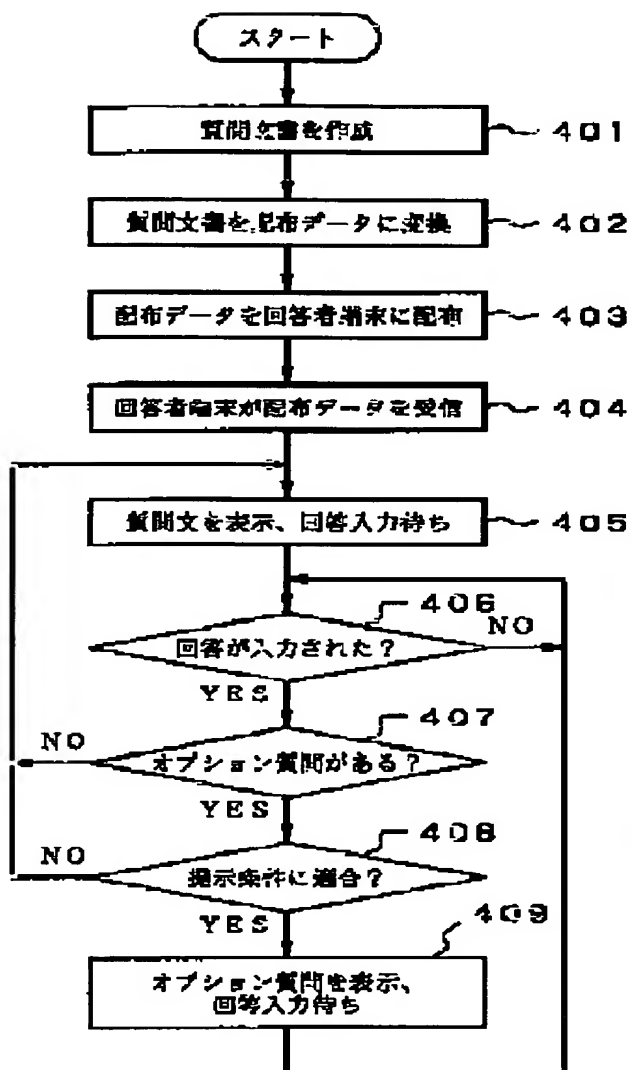 スタート
質問文書を作成
401
質問文書を配布データに変換
402
配布データを回答者端末に配布
403
回答者端末が配布データを受信
404
質問文を表示、回答入力待ち
405
406
回答が入力された？
NO
YES
407
NO
オプション質問がある？
YES
408
NO
提示条件に適合？
YES
409
オプション質問を表示、
回答入力待ち